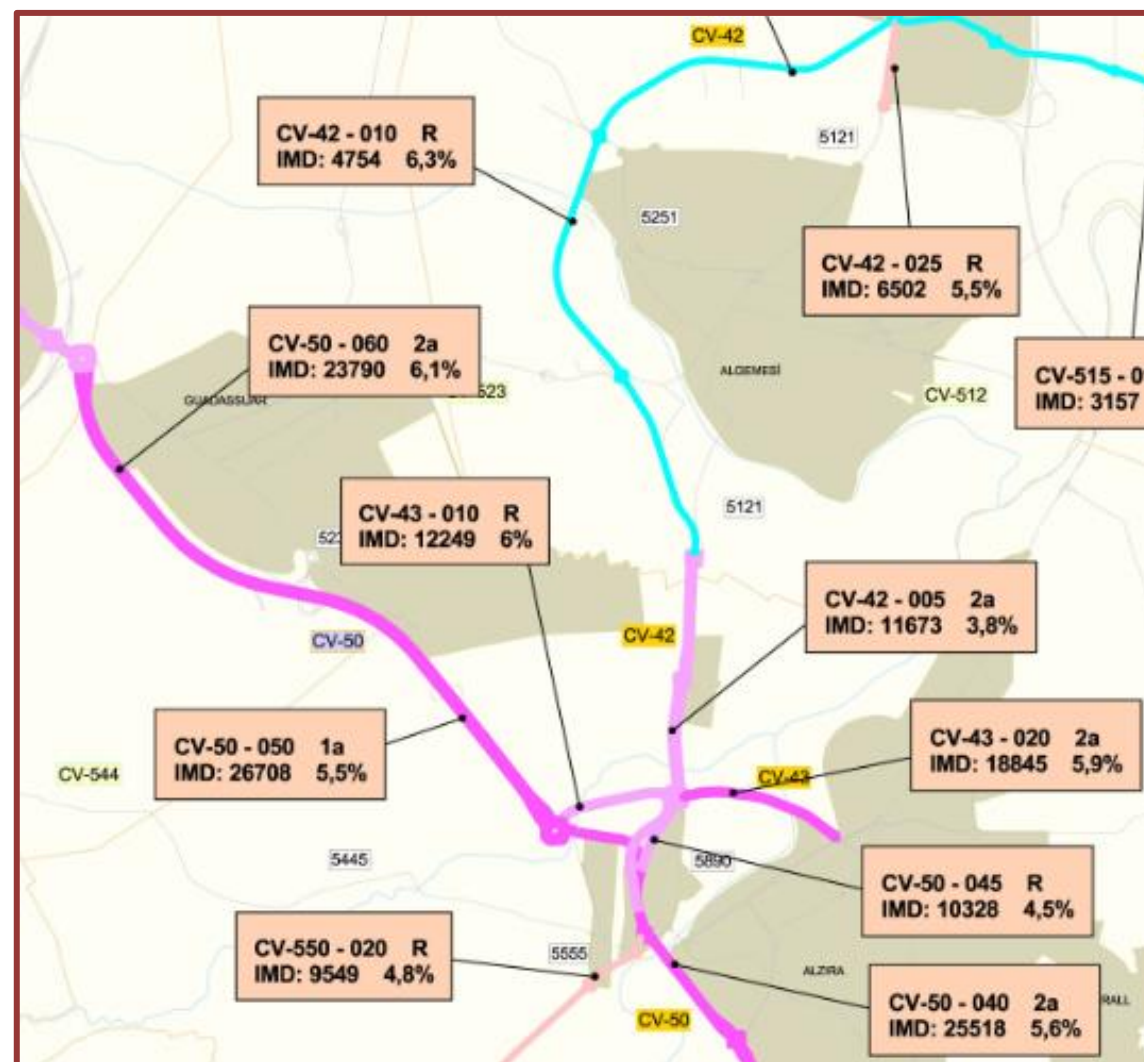 CV-42
CV-42 - 010 R
IMD: 4754 6,3%
5121
5251
CV-42 - 025 R
IMD: 6502 5,5%
CV-50 - 060 2a
IMD: 23790 6,1%
GUADASSUAR
ALGEMESÍ
CV-512
CV-515 - 0
IMD: 3157
CV-43 - 010 R
IMD: 12249 6%
5121
CV-42 - 005 2a
IMD: 11673 3,8%
CV-50
CV-42
CV-50 - 050 1a
IMD: 26708 5,5%
CV-43 - 020 2a
IMD: 18845 5,9%
CV-544
CV-43
5445
5890
CV-50 - 045 R
IMD: 10328 4,5%
CV-550 - 020 R
IMD: 9549 4,8%
5555
ALZIRA
CV-50 - 040 2a
IMD: 25518 5,6%
RALL
CV-50